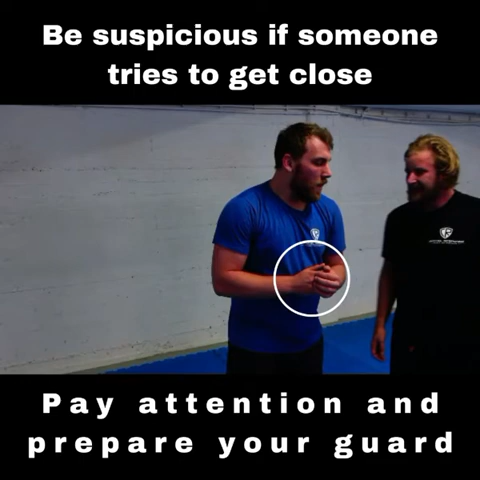 Be suspicious if someone
tries to get close
Pay attention and
prepare your guard